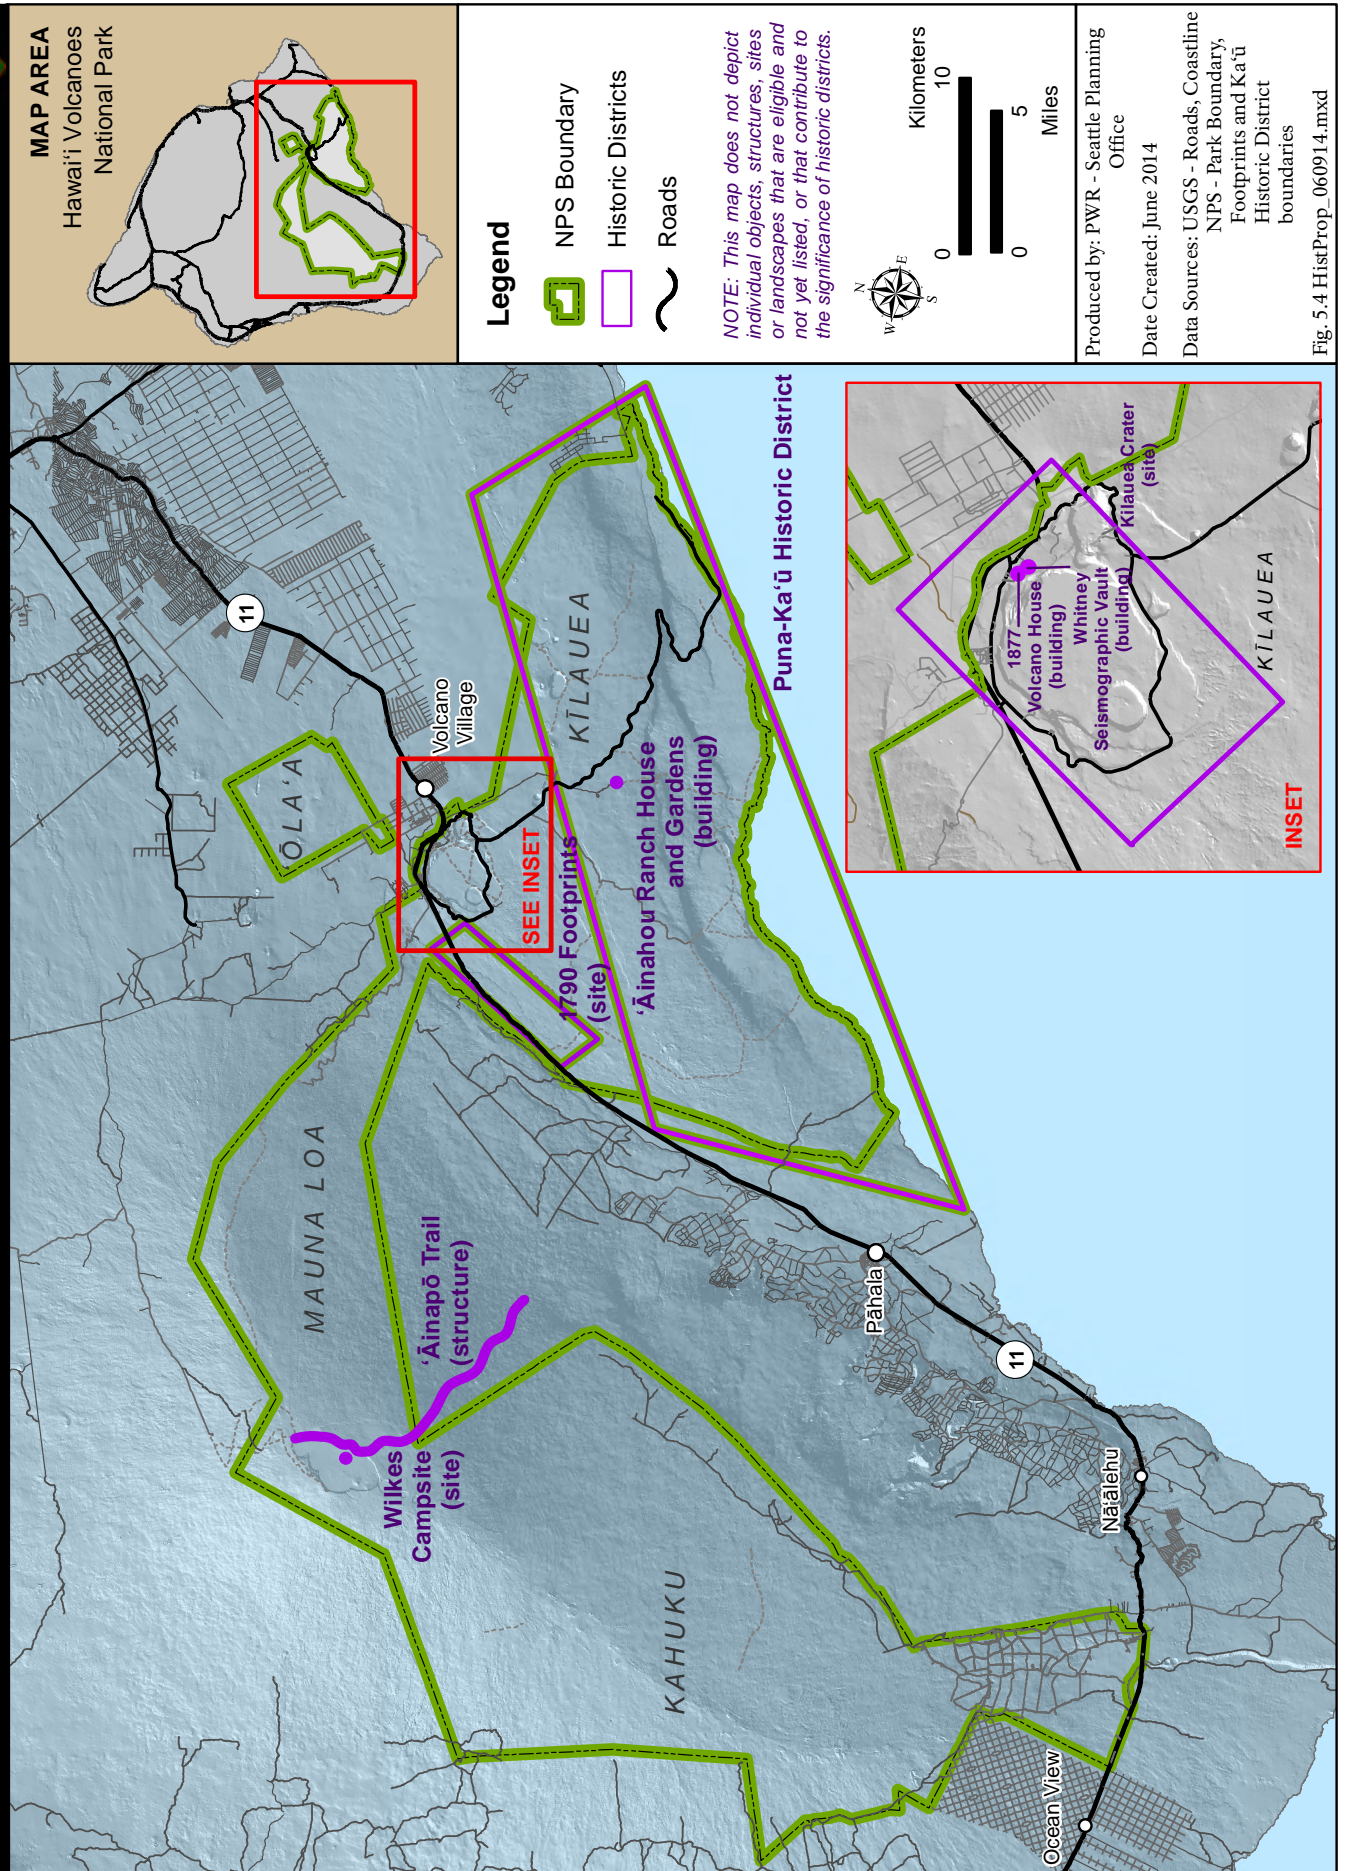 MAP AREA
Hawai‘i Volcanoes
National Park
Legend
NPS Boundary
Historic Districts
Roads
NOTE: This map does not depict
individual objects, structures, sites
or landscapes that are eligible and
not yet listed, or that contribute to
the significance of historic districts.
N
W
E
S
Kilometers
0
10
0
5
Miles
Produced by: PWR - Seattle Planning
Office
Date Created: June 2014
Data Sources: USGS - Roads, Coastline
NPS - Park Boundary,
Footprints and Ka‘ū
Historic District
boundaries
Fig. 5.4 HistProp_060914.mxd
MAUNA LOA
‘Āinapō Trail
(structure)
Wilkes
Campsite
(site)
KAHUKU
ŌLA‘A
11
Volcano
Village
SEE INSET
1790 Footprints
(site)
KĪLAUEA
‘Āinahou Ranch House
and Gardens
(building)
Puna-Ka‘ū Historic District
Pāhala
11
Nā‘ālehu
Ocean View
1877
Volcano House
(building)
Whitney
Seismographic Vault
(building)
Kilauea Crater
(site)
KĪLAUEA
INSET